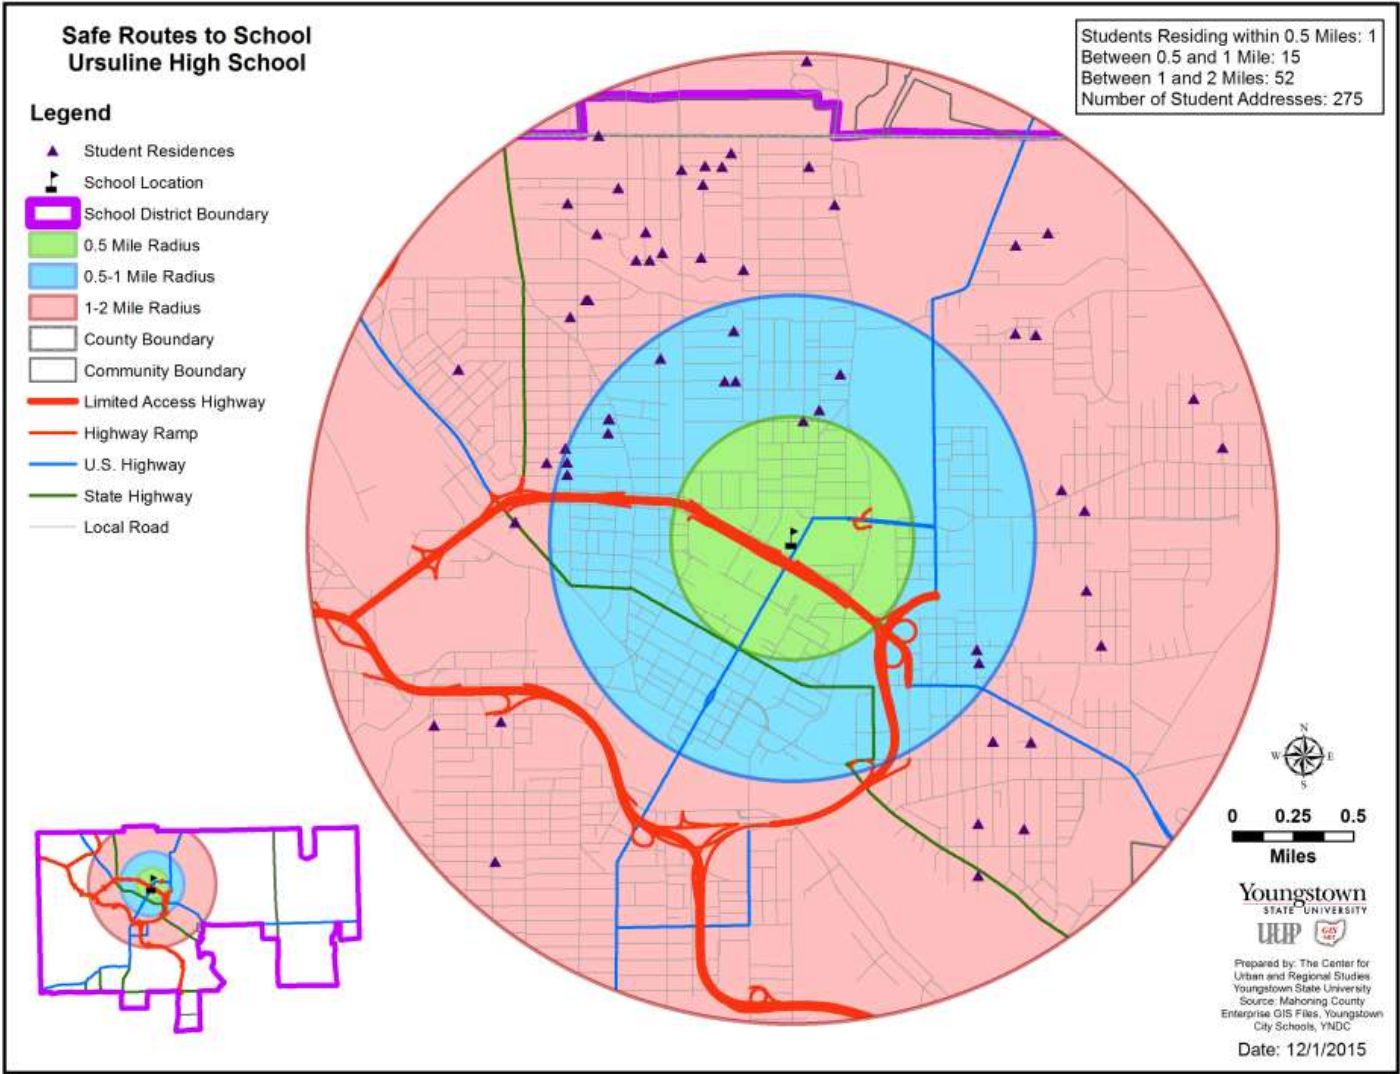 Safe Routes to School
Ursuline High School
Students Residing within 0.5 Miles: 1
Between 0.5 and 1 Mile: 15
Between 1 and 2 Miles: 52
Number of Student Addresses: 275
Legend
Student Residences
School Location
School District Boundary
0.5 Mile Radius
0.5-1 Mile Radius
1-2 Mile Radius
County Boundary
Community Boundary
Limited Access Highway
Highway Ramp
U.S. Highway
State Highway
Local Road
N
W E
S
0 0.25 0.5
Miles
Youngstown
STATE UNIVERSITY
UUP
Prepared by: The Center for
Urban and Regional Studies
Youngstown State University
Source: Mahoning County
Enterprise GIS Files, Youngstown
City Schools, YNDC
Date: 12/1/2015